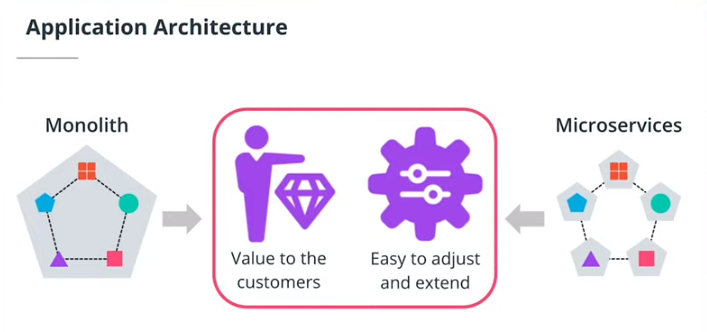 Application Architecture
Monolith
Microservices
Value to the
customers
Easy to adjust
and extend